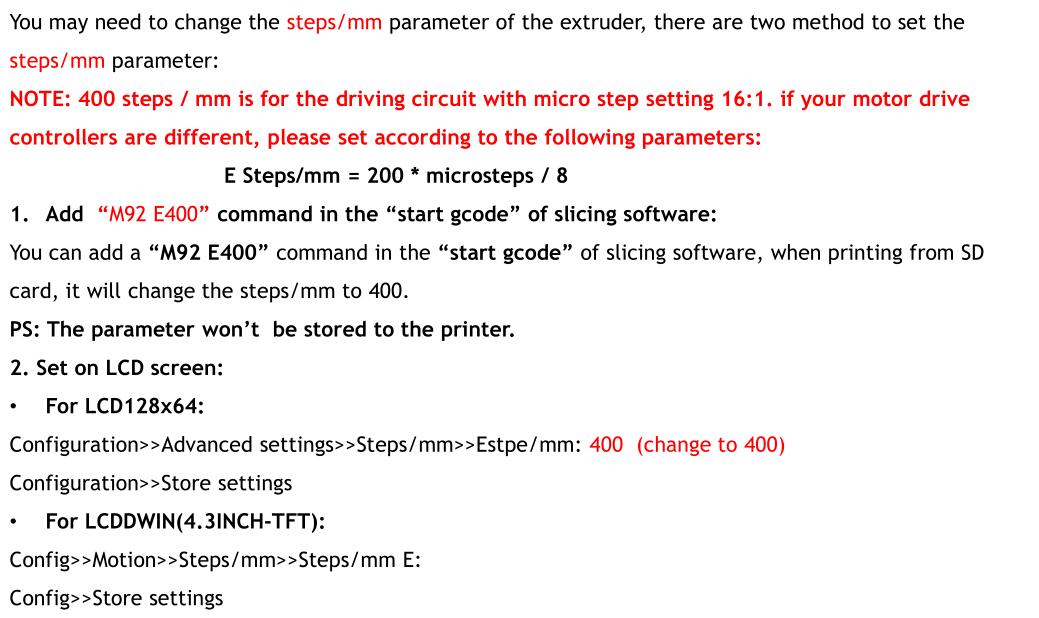 You may need to change the steps/mm parameter of the extruder, there are two method to set the
steps/mm parameter:
NOTE: 400 steps / mm is for the driving circuit with micro step setting 16:1. if your motor drive
controllers are different, please set according to the following parameters:
E Steps/mm = 200 * microsteps / 8
1. Add “M92 E400” command in the “start gcode” of slicing software:
You can add a “M92 E400” command in the “start gcode” of slicing software, when printing from SD
card, it will change the steps/mm to 400.
PS: The parameter won’t be stored to the printer.
2. Set on LCD screen:
• For LCD128x64:
Configuration>>Advanced settings>>Steps/mm>>Estpe/mm: 400 (change to 400)
Configuration>>Store settings
• For LCDDWIN(4.3INCH-TFT):
Config>>Motion>>Steps/mm>>Steps/mm E:
Config>>Store settings